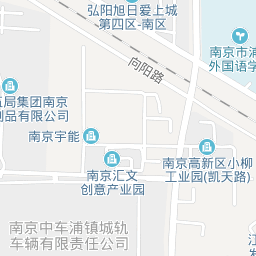 弘阳旭日爱上城
第四区-南区
南京市浦
外国语学
向阳路
五局集团南京
制品有限公司
南京宇能
南京汇文
创意产业园
南京高新区小柳
工业园(凯天路)
南京中车浦镇城轨
车辆有限责任公司